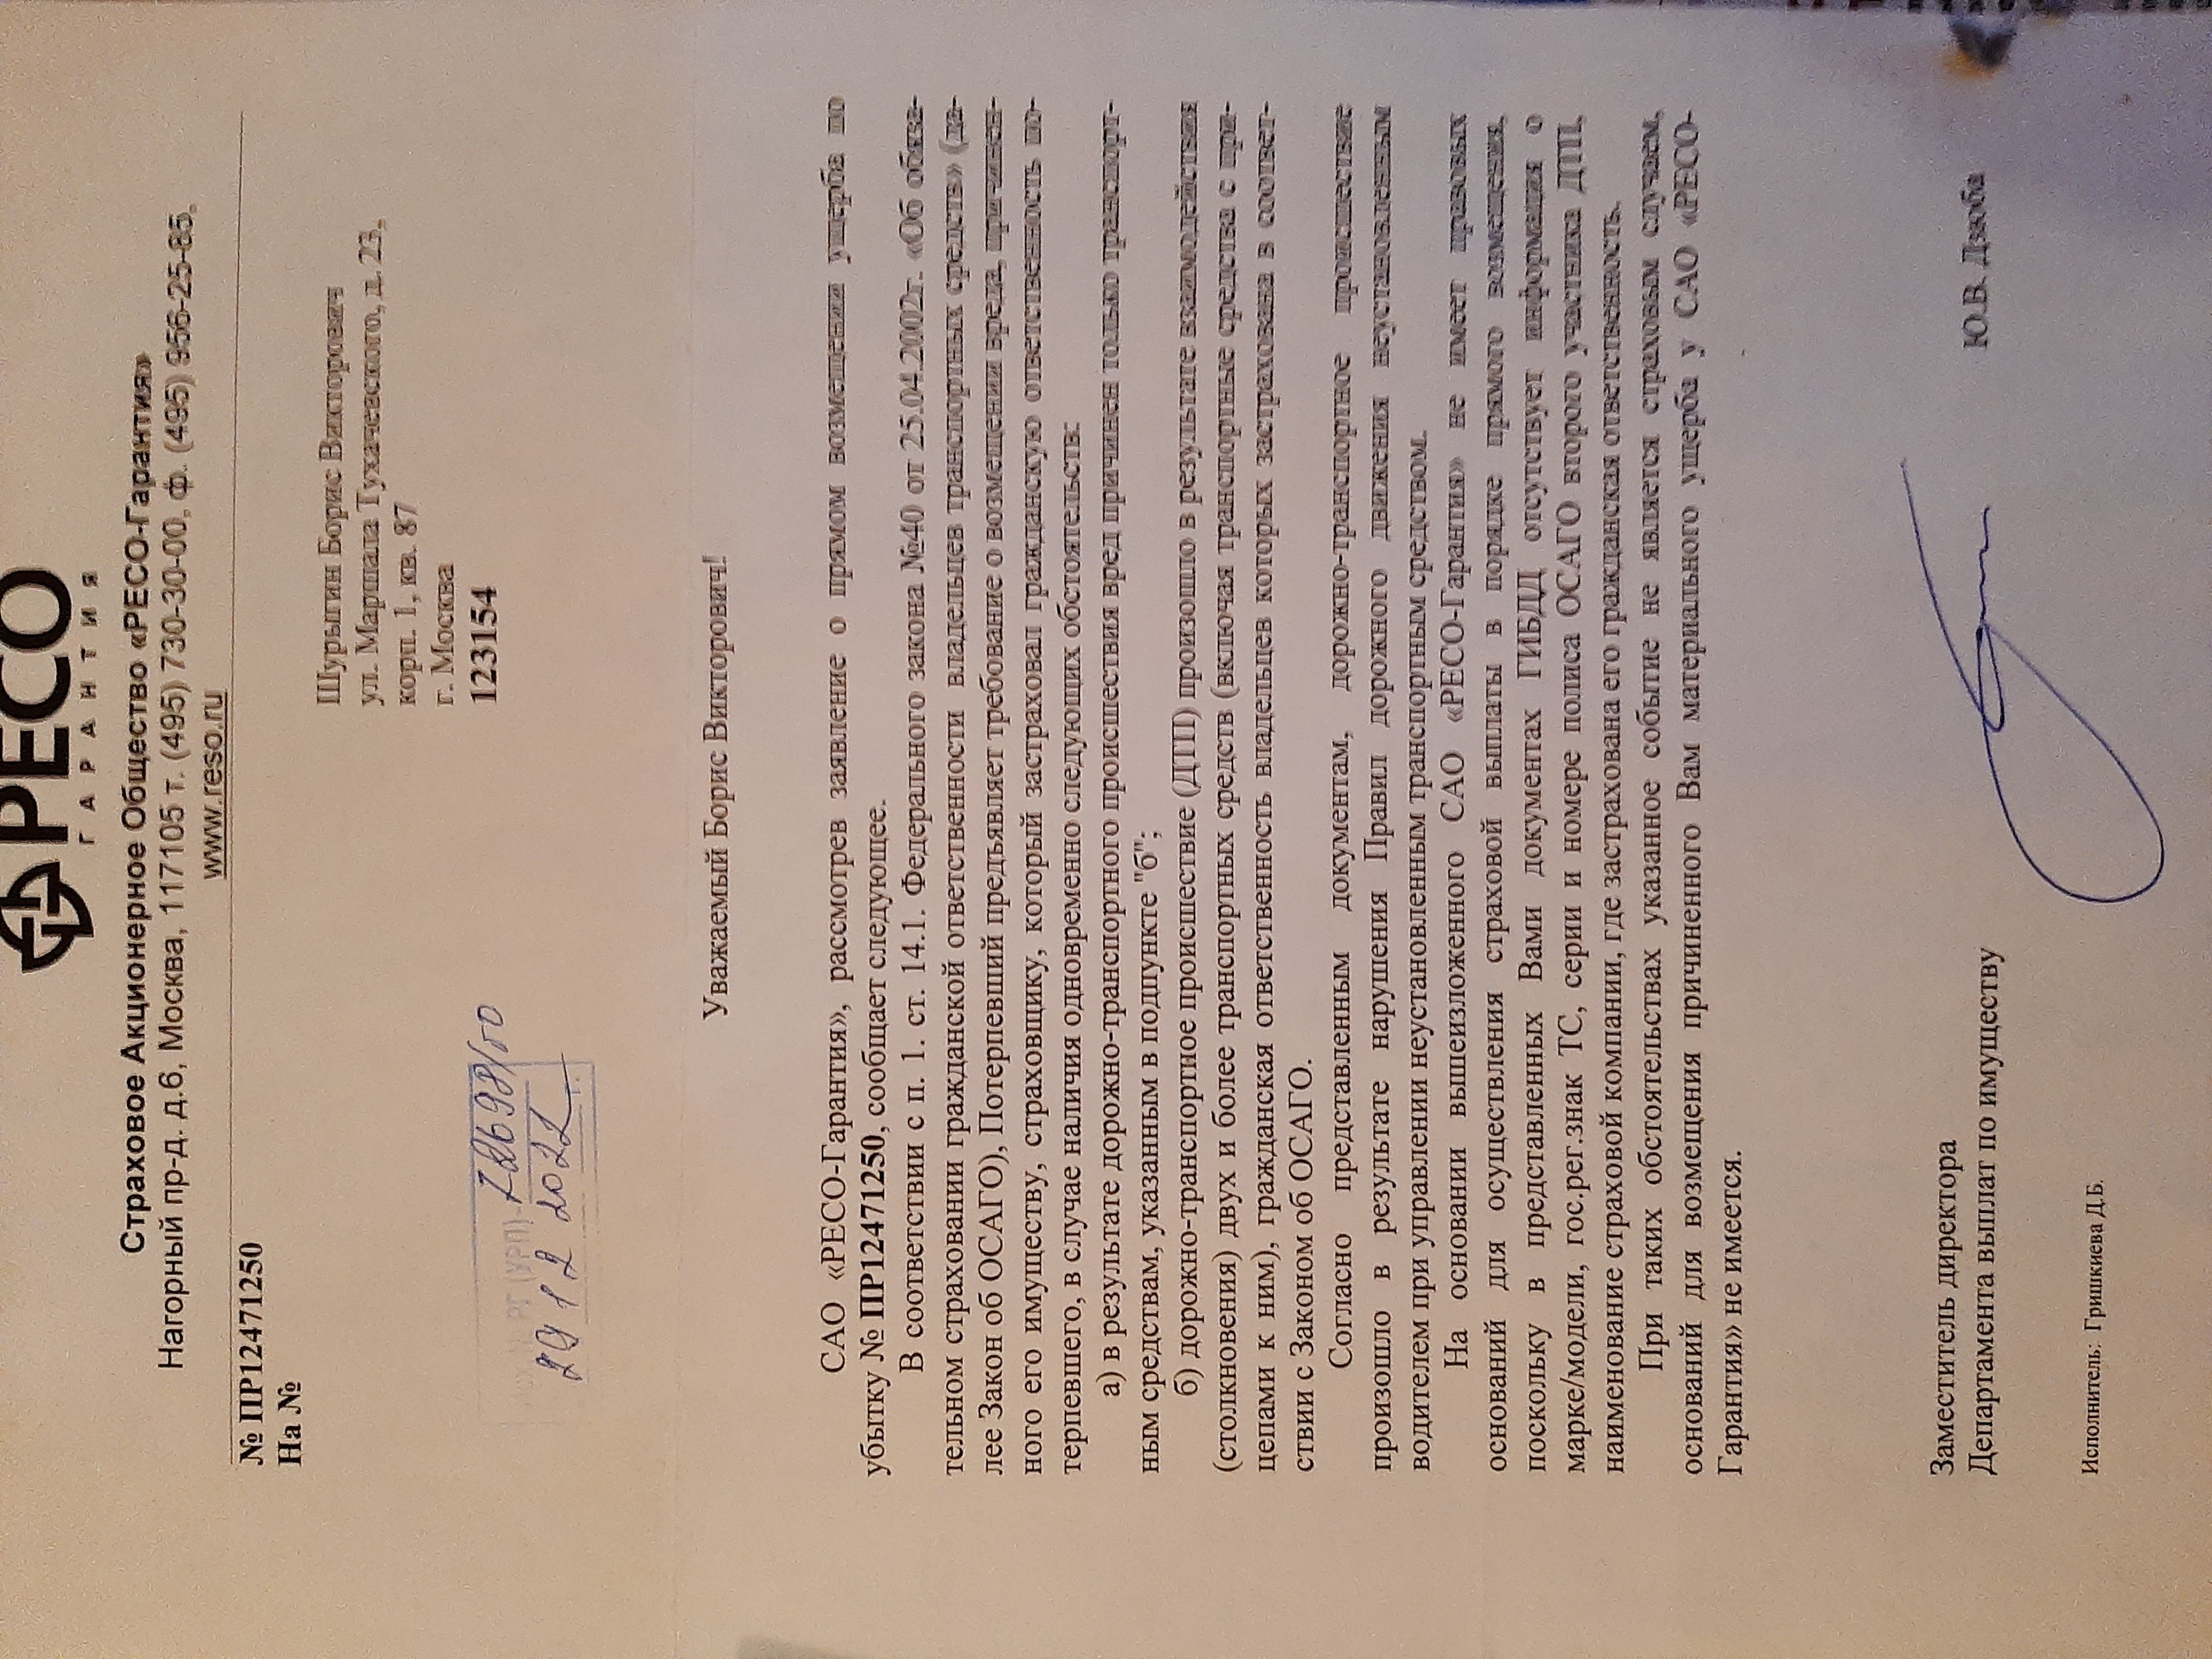 РЕСО
ГАРАНТИЯ
Страховое Акционерное Общество «РЕСО-Гарантия»
Нагорный пр-д. д.6, Москва, 117105 т. (495) 730-30-00, ф. (495) 956-25-85,
www.reso.ru
№ ПР12471250
На №
Шурыгин Борис Викторович
ул. Маршала Тухачевского, д. 23,
корп. 1, кв. 87
г. Москва
123154
РГ (УРП)-
29 12 2022 г.
Уважаемый Борис Викторович!
САО «РЕСО-Гарантия», рассмотрев заявление о прямом возмещении ущерба по
убытку № ПР12471250, сообщает следующее.
В соответствии с п. 1. ст. 14.1. Федерального закона №40 от 25.04.2002г. «Об обяза-
тельном страховании гражданской ответственности владельцев транспортных средств» (да-
лее Закон об ОСАГО), Потерпевший предъявляет требование о возмещении вреда, причинен-
ного его имуществу, страховщику, который застраховал гражданскую ответственность по-
терпевшего, в случае наличия одновременно следующих обстоятельств:
а) в результате дорожно-транспортного происшествия вред причинен только транспорт-
ным средствам, указанным в подпункте "б";
б) дорожно-транспортное происшествие (ДТП) произошло в результате взаимодействия
(столкновения) двух и более транспортных средств (включая транспортные средства с при-
цепами к ним), гражданская ответственность владельцев которых застрахована в соответ-
ствии с Законом об ОСАГО.
Согласно представленным документам, дорожно-транспортное происшествие
произошло в результате нарушения Правил дорожного движения неустановленным
водителем при управлении неустановленным транспортным средством.
На основании вышеизложенного САО «РЕСО-Гарантия» не имеет правовых
оснований для осуществления страховой выплаты в порядке прямого возмещения,
поскольку в представленных Вами документах ГИБДД отсутствует информация о
марке/модели, гос.рег.знак ТС, серии и номере полиса ОСАГО второго участника ДТП,
наименование страховой компании, где застрахована его гражданская ответственность.
При таких обстоятельствах указанное событие не является страховым случаем,
оснований для возмещения причиненного Вам материального ущерба у САО «РЕСО-
Гарантия» не имеется.
Заместитель директора
Департамента выплат по имуществу
Ю.В. Дзюба
Исполнитель: Гришкиева Д.Б.